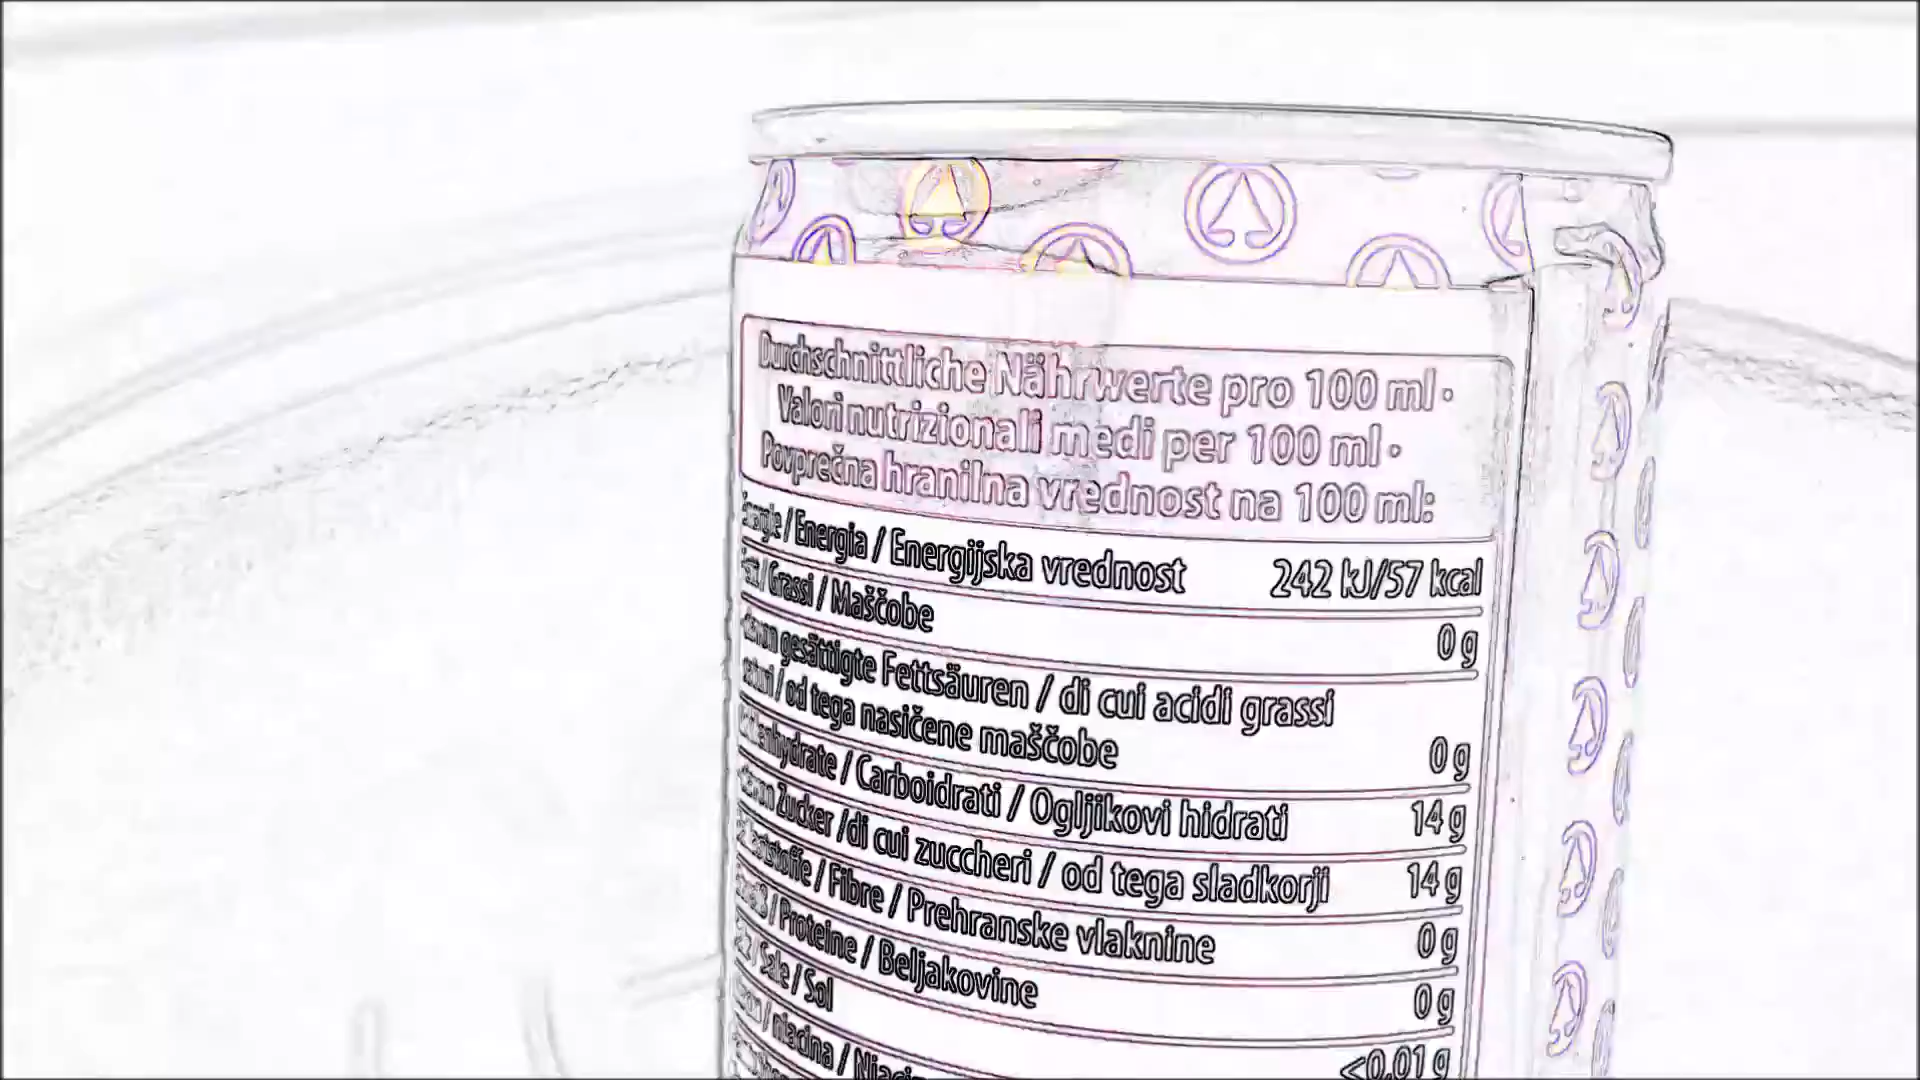 Durchschnittliche Nährwerte pro 100 ml ·
Valori nutrizionali medi per 100 ml ·
Povprečna hranilna vrednost na 100 ml:
/ Energia / Energijska vrednost 242 kJ/57 kcal
/ Grassi / Maščobe 0 g
gesättigte Fettsäuren / di cui acidi grassi
/ od tega nasičene maščobe 0 g
/ Carboidrati / Ogljikovi hidrati 14 g
Zucker /di cui zuccheri / od tega sladkorji 14 g
/ Fibre / Prehranske vlaknine 0 g
/ Proteine / Beljakovine 0 g
/ Sale / Sol <0,01 g
/ niacina /